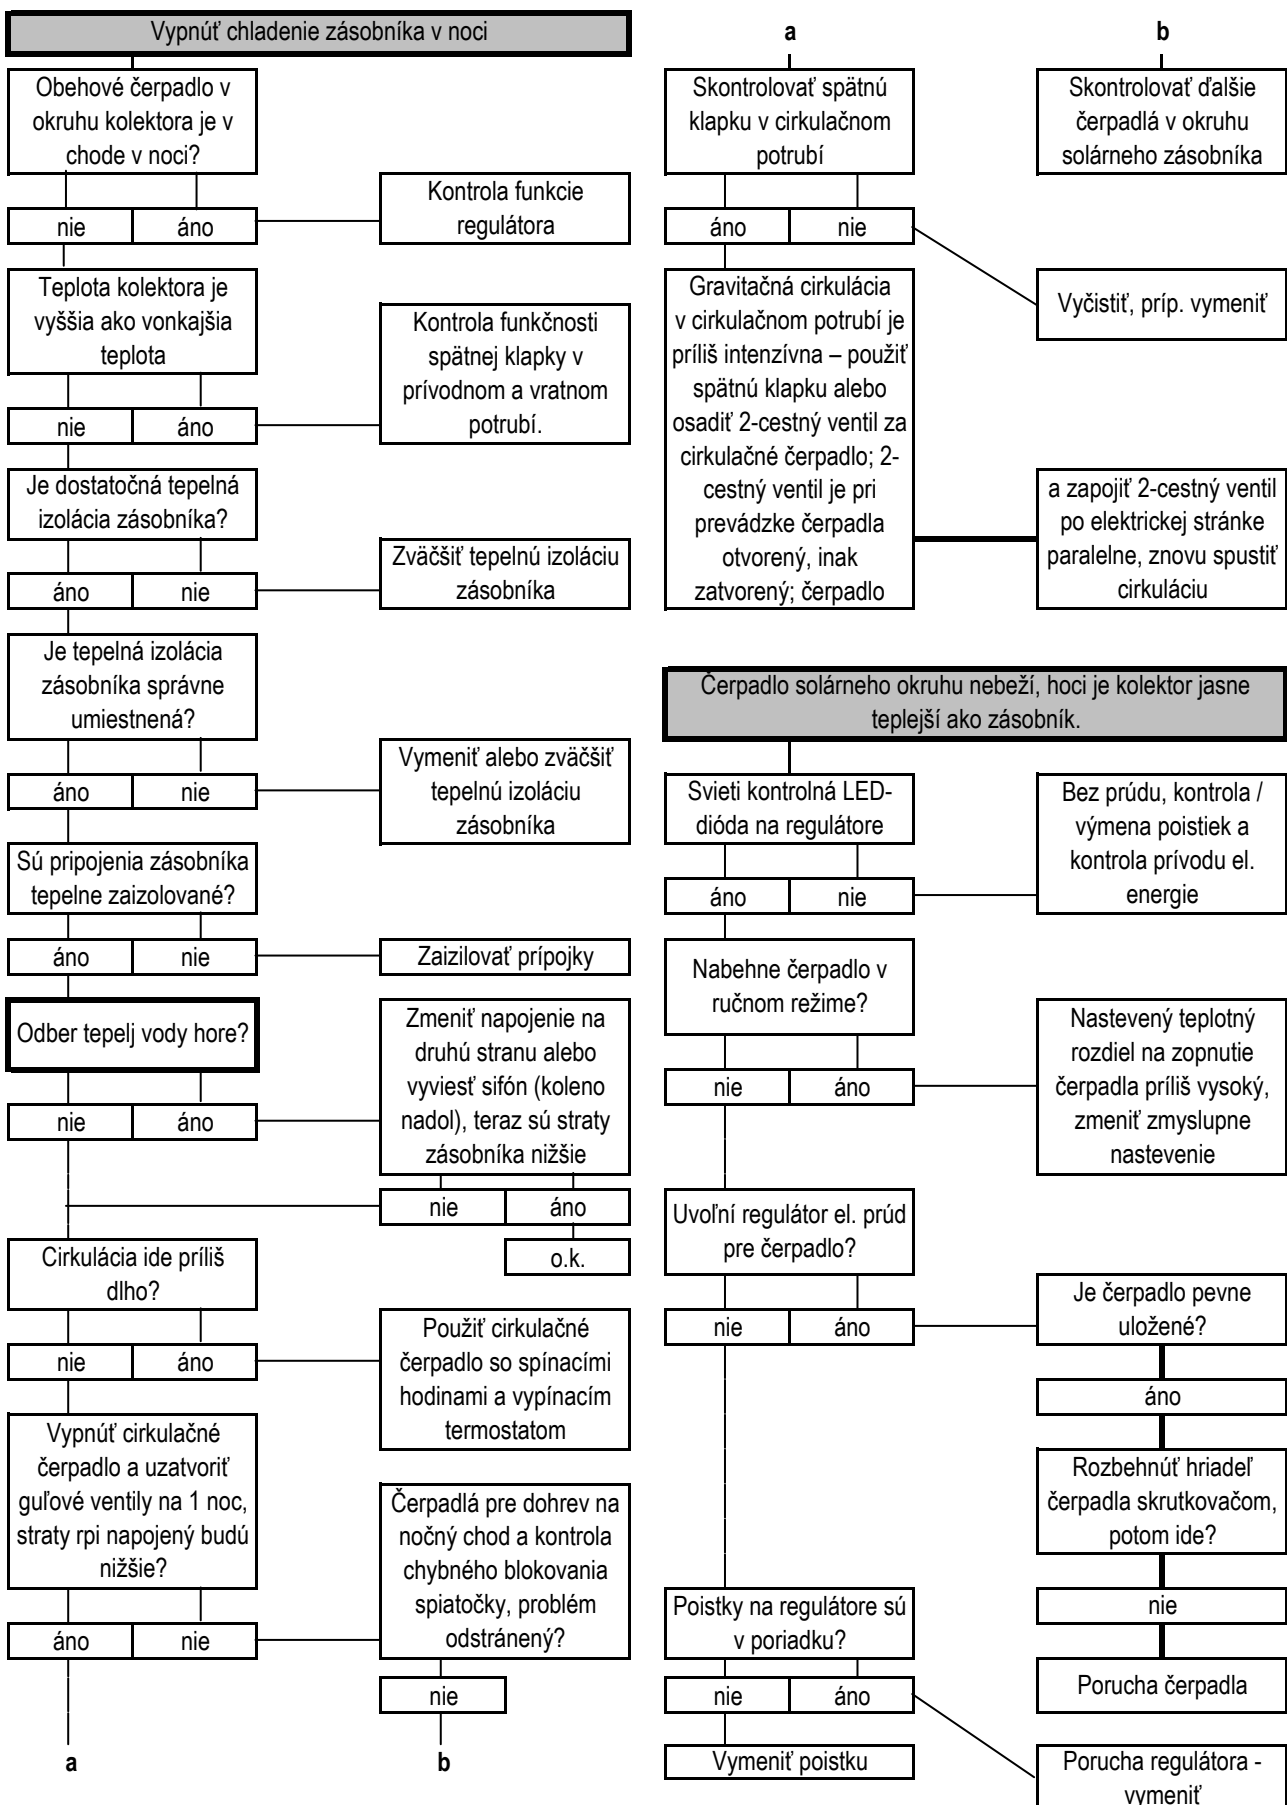 Vypnúť chladenie zásobníka v noci
Obehové čerpadlo v
okruhu kolektora je v
chode v noci?
nie
áno
Kontrola funkcie
regulátora
Teplota kolektora je
vyššia ako vonkajšia
teplota
nie
áno
Kontrola funkčnosti
spätnej klapky v
prívodnom a vratnom
potrubí.
Je dostatočná tepelná
izolácia zásobníka?
áno
nie
Zväčšiť tepelnú izoláciu
zásobníka
Je tepelná izolácia
zásobníka správne
umiestnená?
áno
nie
Vymeniť alebo zväčšiť
tepelnú izoláciu
zásobníka
Sú pripojenia zásobníka
tepelne zaizolované?
áno
nie
Zaizilovať prípojky
Odber tepelj vody hore?
nie
áno
Zmeniť napojenie na
druhú stranu alebo
vyviesť sifón (koleno
nadol), teraz sú straty
zásobníka nižšie
nie
áno
o.k.
Cirkulácia ide príliš
dlho?
nie
áno
Použiť cirkulačné
čerpadlo so spínacími
hodinami a vypínacím
termostatom
Vypnúť cirkulačné
čerpadlo a uzatvoriť
guľové ventily na 1 noc,
straty rpi napojený budú
nižšie?
áno
nie
Čerpadlá pre dohrev na
nočný chod a kontrola
chybného blokovania
spiatočky, problém
odstránený?
nie
a
b
a
Skontrolovať spätnú
klapku v cirkulačnom
potrubí
áno
nie
b
Skontrolovať ďalšie
čerpadlá v okruhu
solárneho zásobníka
Vyčistiť, príp. vymeniť
Gravitačná cirkulácia
v cirkulačnom potrubí je
príliš intenzívna – použiť
spätnú klapku alebo
osadiť 2-cestný ventil za
cirkulačné čerpadlo; 2-
cestný ventil je pri
prevádzke čerpadla
otvorený, inak
zatvorený; čerpadlo
a zapojiť 2-cestný ventil
po elektrickej stránke
paralelne, znovu spustiť
cirkuláciu
Čerpadlo solárneho okruhu nebeží, hoci je kolektor jasne
teplejší ako zásobník.
Svieti kontrolná LED-
dióda na regulátore
áno
nie
Bez prúdu, kontrola /
výmena poistiek a
kontrola prívodu el.
energie
Nabehne čerpadlo v
ručnom režime?
nie
áno
Nastevený teplotný
rozdiel na zopnutie
čerpadla príliš vysoký,
zmeniť zmyslupne
nastevenie
Uvoľní regulátor el. prúd
pre čerpadlo?
nie
áno
Je čerpadlo pevne
uložené?
áno
Rozbehnúť hriadeľ
čerpadla skrutkovačom,
potom ide?
nie
Porucha čerpadla
Poistky na regulátore sú
v poriadku?
nie
áno
Vymeniť poistku
Porucha regulátora -
vymeniť